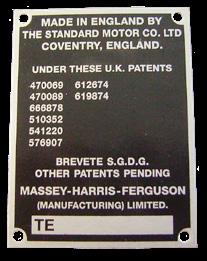 MADE IN ENGLAND BY
THE STANDARD MOTOR CO. LTD
COVENTRY, ENGLAND.
UNDER THESE U.K. PATENTS
470069 612674
470089 619874
666878
510352
541220
576907
BREVETE S.G.D.G.
OTHER PATENTS PENDING
MASSEY-HARRIS-FERGUSON
(MANUFACTURING) LIMITED.
TE